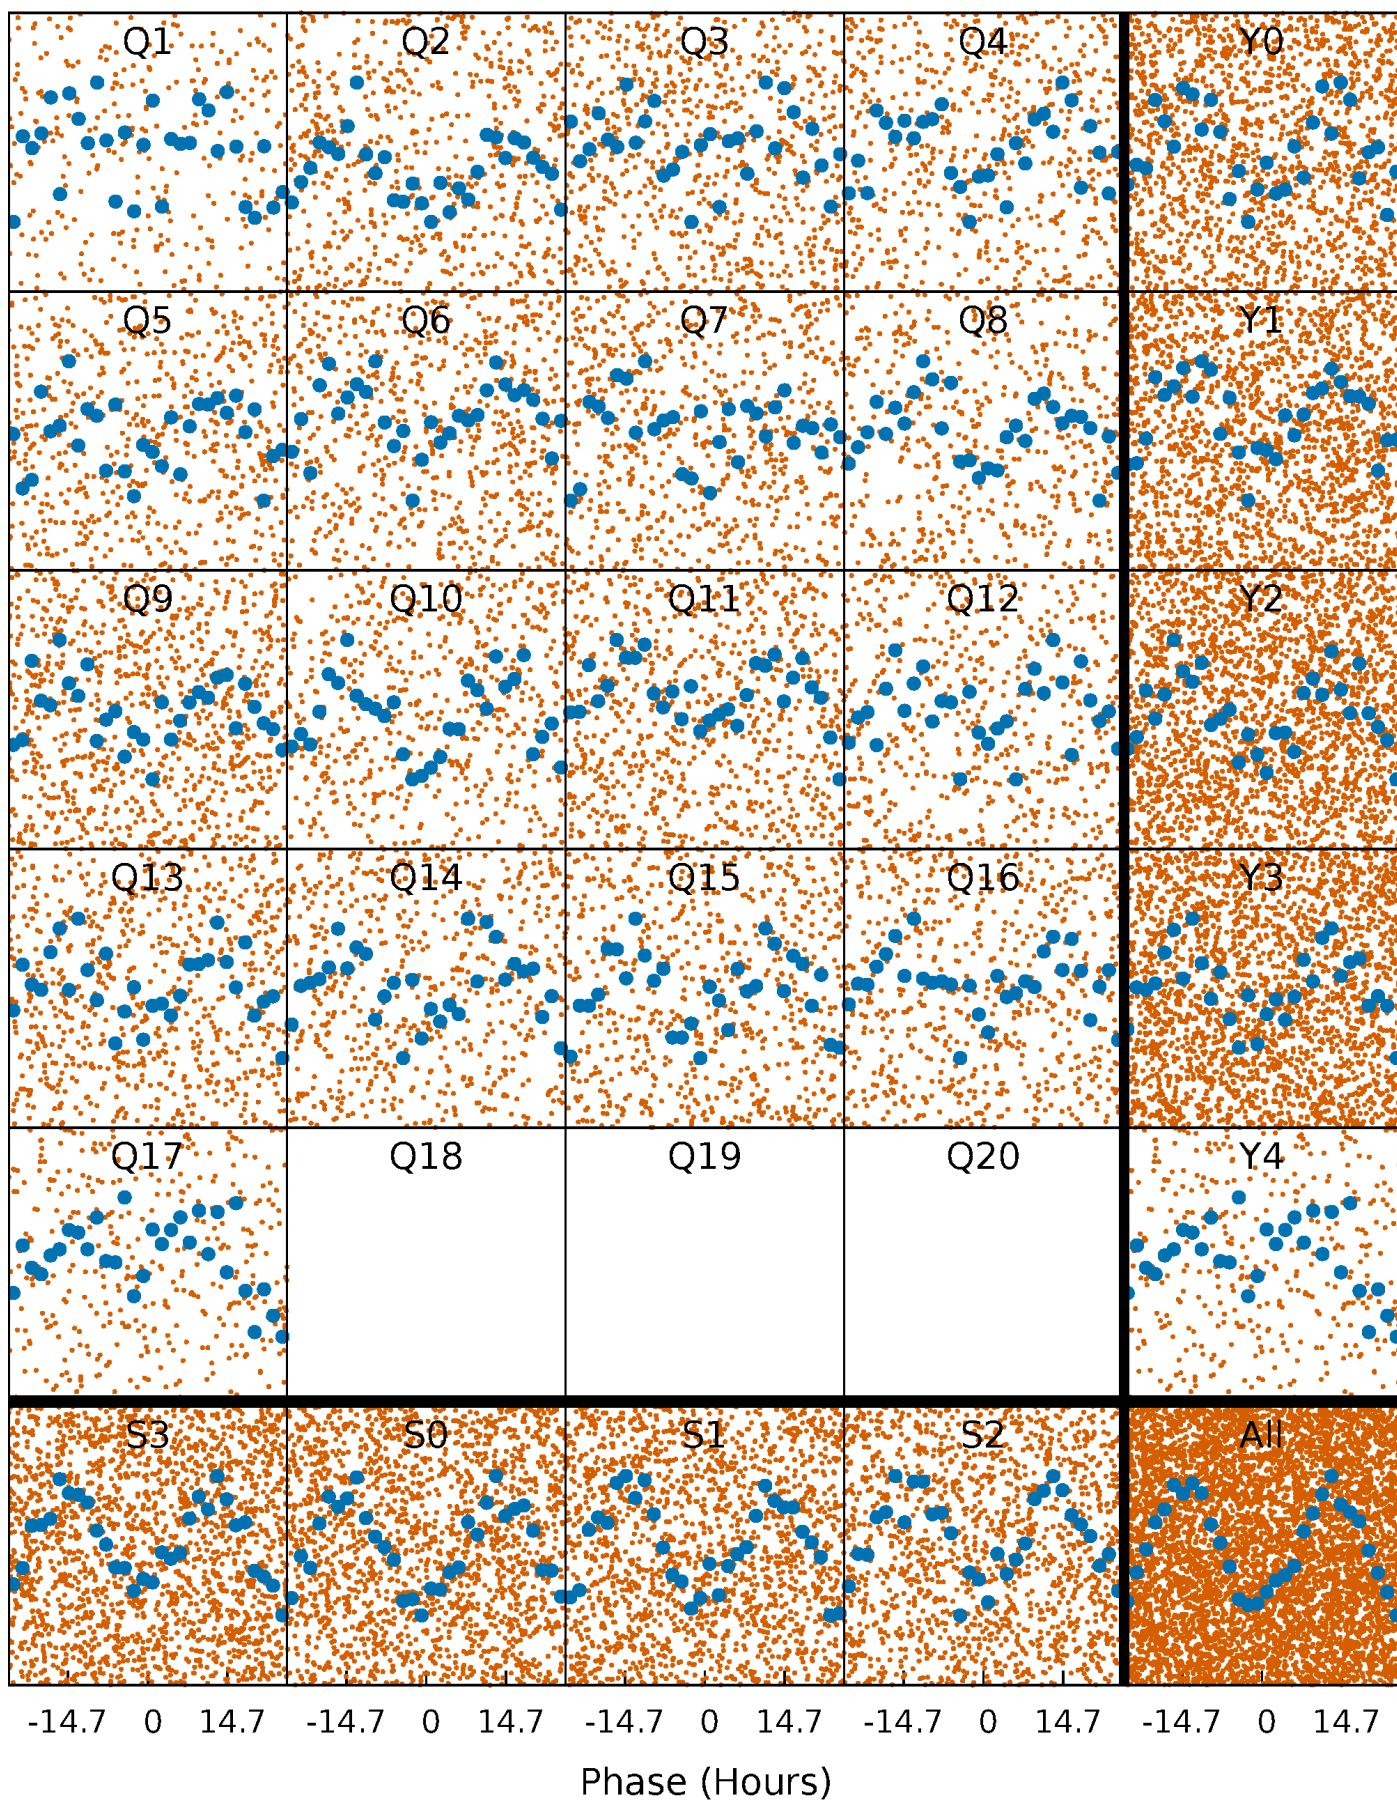 Q1 Q2 Q3 Q4 Y0
Q5 Q6 Q7 Q8 Y1
Q9 Q10 Q11 Q12 Y2
Q13 Q14 Q15 Q16 Y3
Q17 Q18 Q19 Q20 Y4
S3 S0 S1 S2 All
-14.7 0 14.7 -14.7 0 14.7 -14.7 0 14.7 -14.7 0 14.7 -14.7 0 14.7
Phase (Hours)